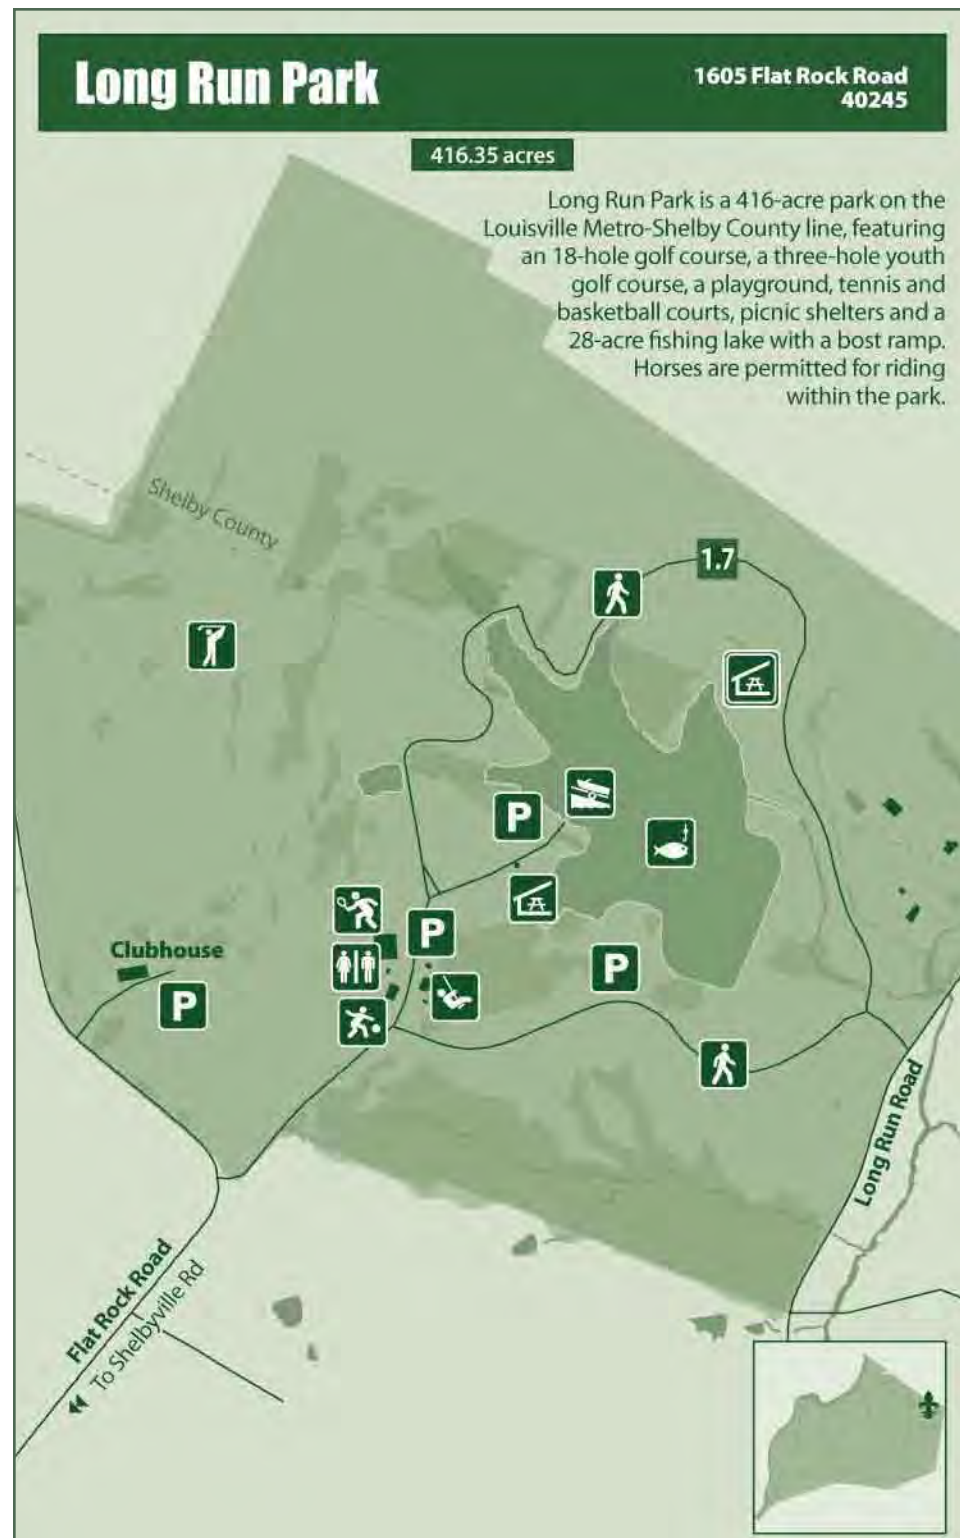 Long Run Park
1605 Flat Rock Road
40245
416.35 acres
Long Run Park is a 416-acre park on the
Louisville Metro-Shelby County line, featuring
an 18-hole golf course, a three-hole youth
golf course, a playground, tennis and
basketball courts, picnic shelters and a
28-acre fishing lake with a bost ramp.
Horses are permitted for riding
within the park.
Shelby County
1.7
P
P
P
Clubhouse
P
Long Run Road
Flat Rock Road
To Shelbyville Rd